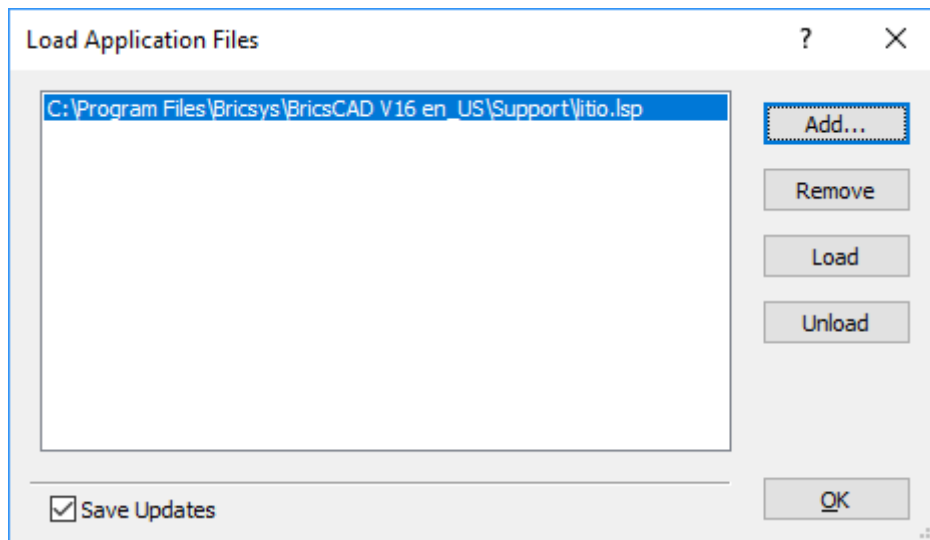 Load Application Files
?
C:\Program Files\Bricsys\BricsCAD V16 en_US\Support\litio.lsp
Add...
Remove
Load
Unload
Save Updates
OK